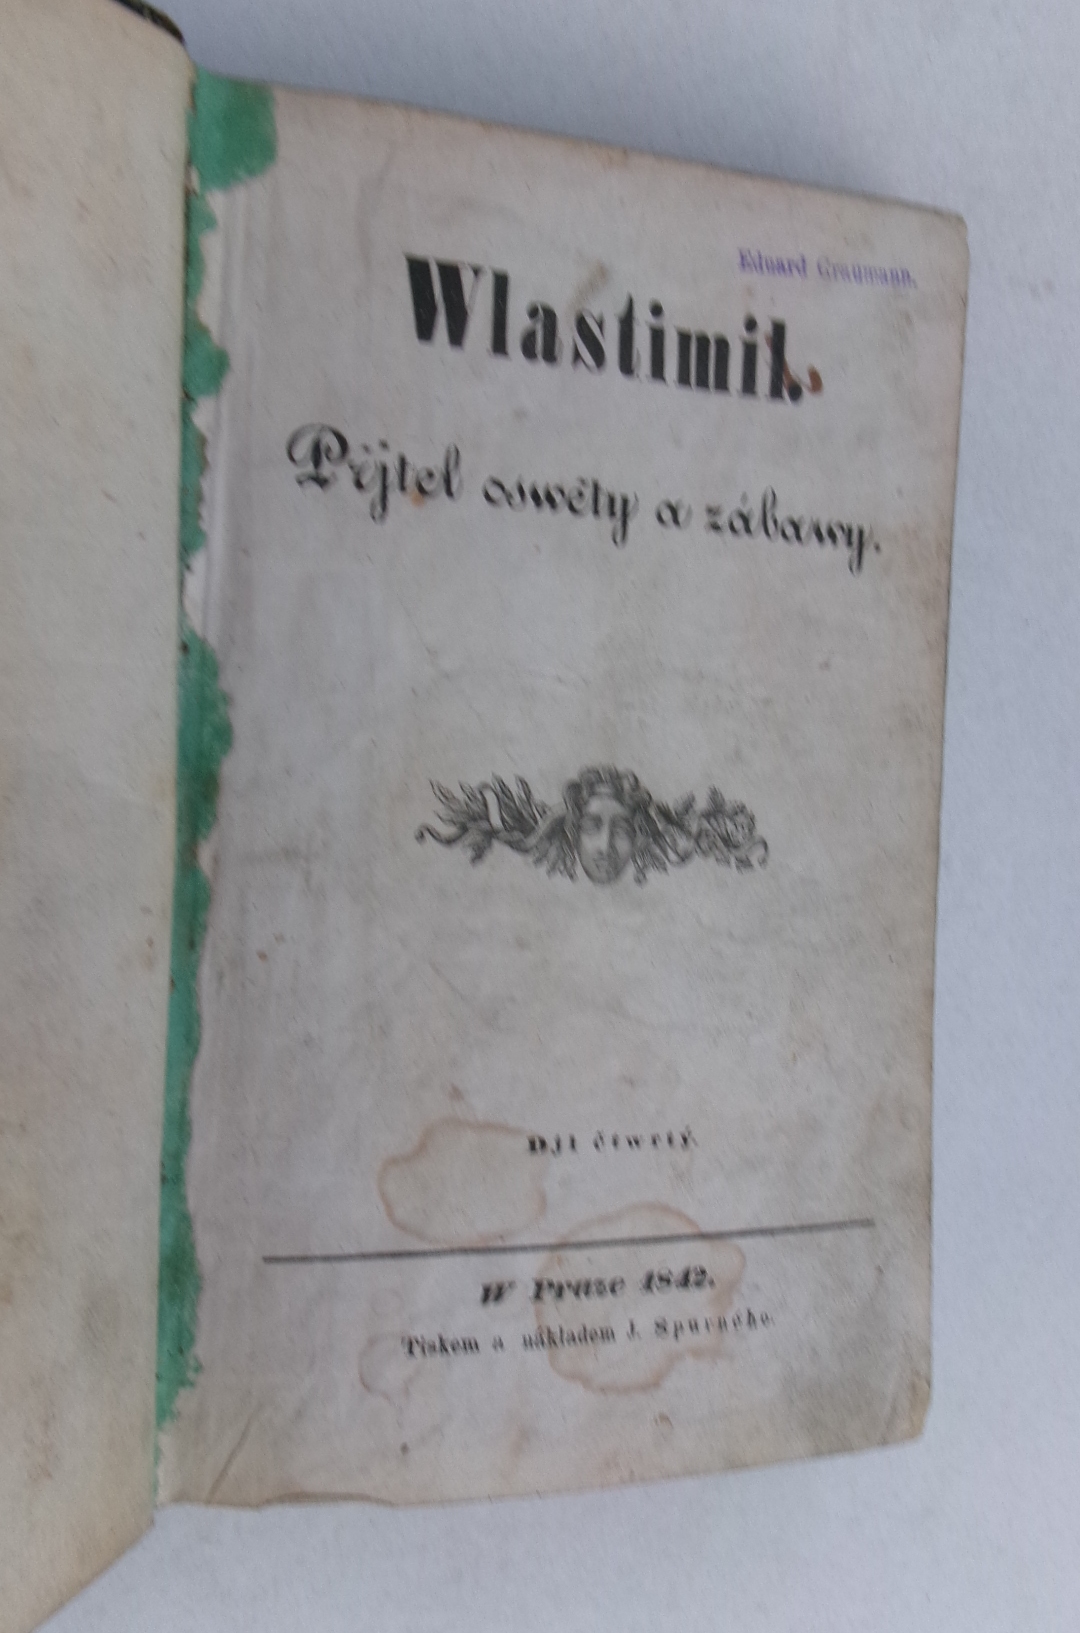 Eduard Graumann.
Wlastimil.
Přjtel oswěty a zábawy.
Djl čtwrtý.
W Praze 1842.
Tiskem a nákladem J. Spurného.